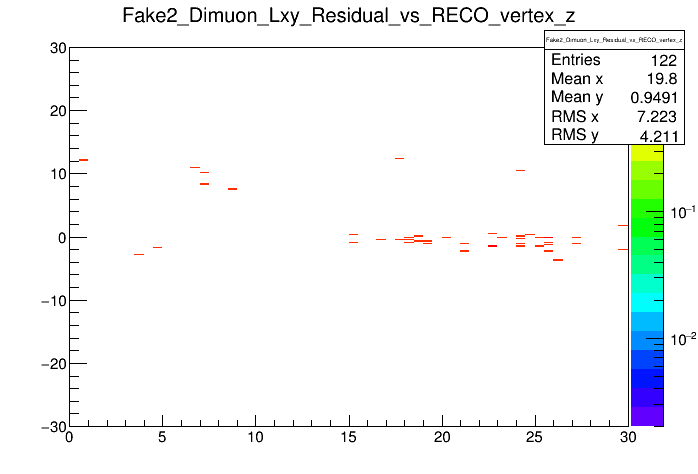 Fake2_Dimuon_Lxy_Residual_vs_RECO_vertex_z
Fake2_Dimuon_Lxy_Residual_vs_RECO_vertex_z
Entries 122
Mean x 19.8
Mean y 0.9491
RMS x 7.223
RMS y 4.211
30
20
10
0
−10
−20
−30
0 5 10 15 20 25 30
10−1
10−2